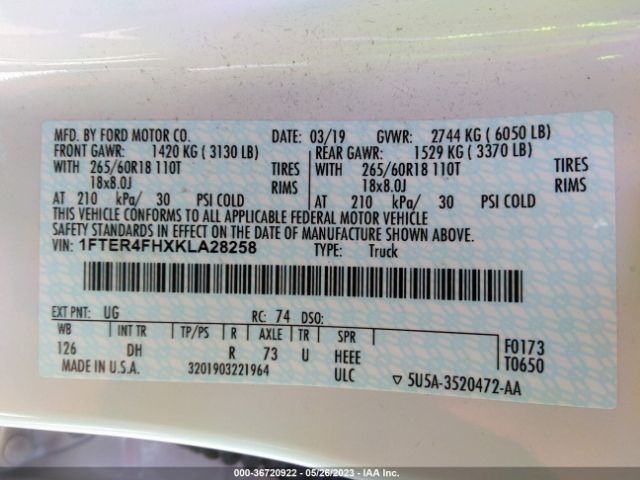 MFD. BY FORD MOTOR CO. DATE: 03/19 GVWR: 2744 KG ( 6050 LB)
FRONT GAWR: 1420 KG ( 3130 LB) REAR GAWR: 1529 KG ( 3370 LB)
WITH 265/60R18 110T TIRES WITH 265/60R18 110T TIRES
18x8.0J RIMS 18x8.0J RIMS
AT 210 kPa/ 30 PSI COLD AT 210 kPa/ 30 PSI COLD
THIS VEHICLE CONFORMS TO ALL APPLICABLE FEDERAL MOTOR VEHICLE
SAFETY STANDARDS IN EFFECT ON THE DATE OF MANUFACTURE SHOWN ABOVE.
VIN: 1FTER4FHXKLA28258 TYPE: Truck
EXT PNT: UG RC: 74 DSO:
WB INT TR TP/PS R AXLE TR SPR F0173
126 DH R 73 U HEEE T0650
MADE IN U.S.A. 3201903221964 ULC ▽ 5U5A-3520472-AA
000-36720922 / 05/26/2023 / IAA Inc.